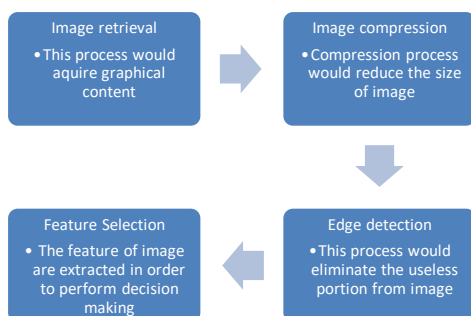 Image retrieval
•This process would
aquire graphical
content
Image compression
•Compression process
would reduce the size
of image
Edge detection
•This process would
eliminate the useless
portion from image
Feature Selection
• The feature of image
are extracted in order
to perform decision
making